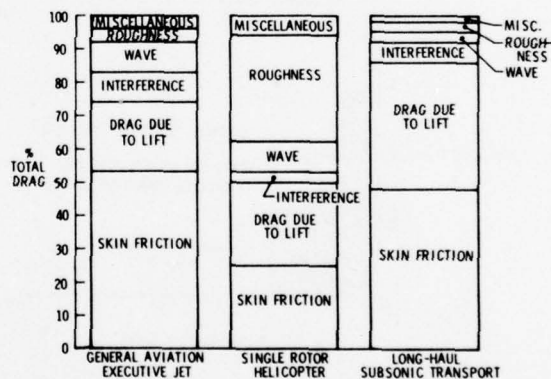 %
TOTAL
DRAG
100
90
80
70
60
50
40
30
20
10
0
MISCELLANEOUS
ROUGHNESS
WAVE
INTERFERENCE
DRAG DUE
TO LIFT
SKIN FRICTION
GENERAL AVIATION
EXECUTIVE JET
MISCELLANEOUS
ROUGHNESS
WAVE
INTERFERENCE
DRAG DUE
TO LIFT
SKIN FRICTION
SINGLE ROTOR
HELICOPTER
MISC.
ROUGH-
NESS
WAVE
INTERFERENCE
DRAG DUE
TO LIFT
SKIN FRICTION
LONG-HAUL
SUBSONIC TRANSPORT